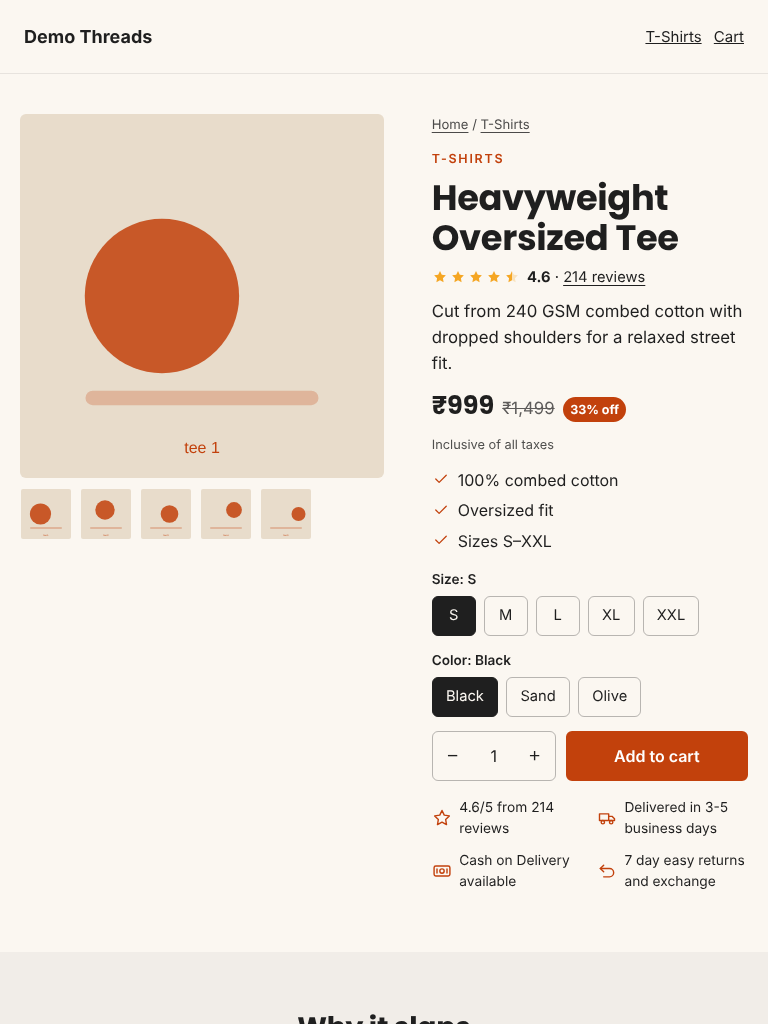 Demo Threads
T-Shirts Cart
tee 1
Home / T-Shirts
T-SHIRTS
Heavyweight
Oversized Tee
4.6 · 214 reviews
Cut from 240 GSM combed cotton with
dropped shoulders for a relaxed street
fit.
₹999 ₹1,499 33% off
Inclusive of all taxes
100% combed cotton
Oversized fit
Sizes S–XXL
Size: S
S M L XL XXL
Color: Black
Black Sand Olive
− 1 + Add to cart
4.6/5 from 214
reviews
Delivered in 3-5
business days
Cash on Delivery
available
7 day easy returns
and exchange